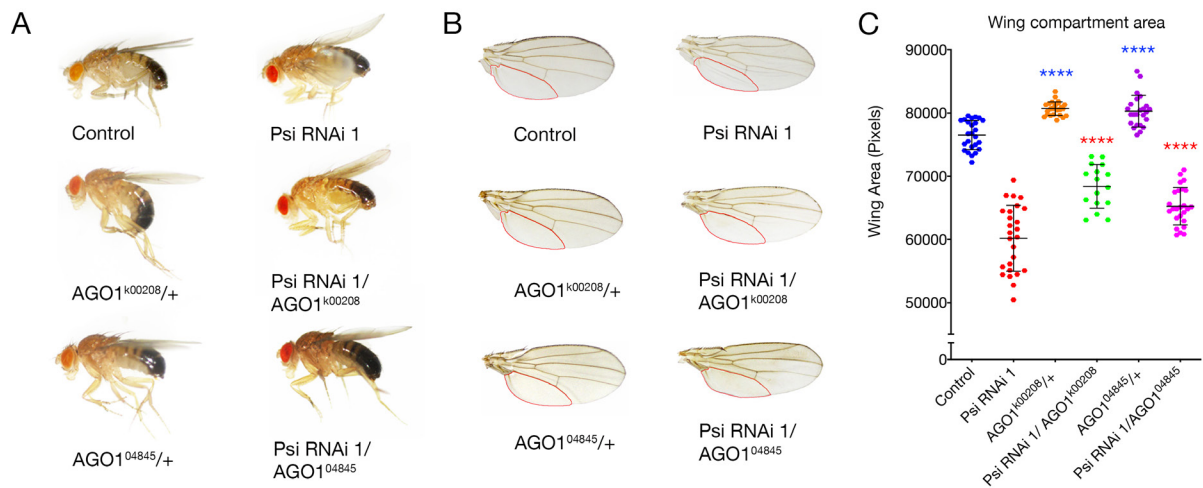 A
Control
Psi RNAi 1
AGO1k00208/+
Psi RNAi 1/
AGO1k00208
AGO104845/+
Psi RNAi 1/
AGO104845
B
Control
Psi RNAi 1
AGO1k00208/+
Psi RNAi 1/
AGO1k00208
AGO104845/+
Psi RNAi 1/
AGO104845
C
Wing compartment area
Wing Area (Pixels)
90000
80000
70000
60000
50000
0
****
****
****
****
Control
Psi RNAi 1
AGO1k00208/+
Psi RNAi 1/ AGO1k00208
AGO104845/+
Psi RNAi 1/AGO104845